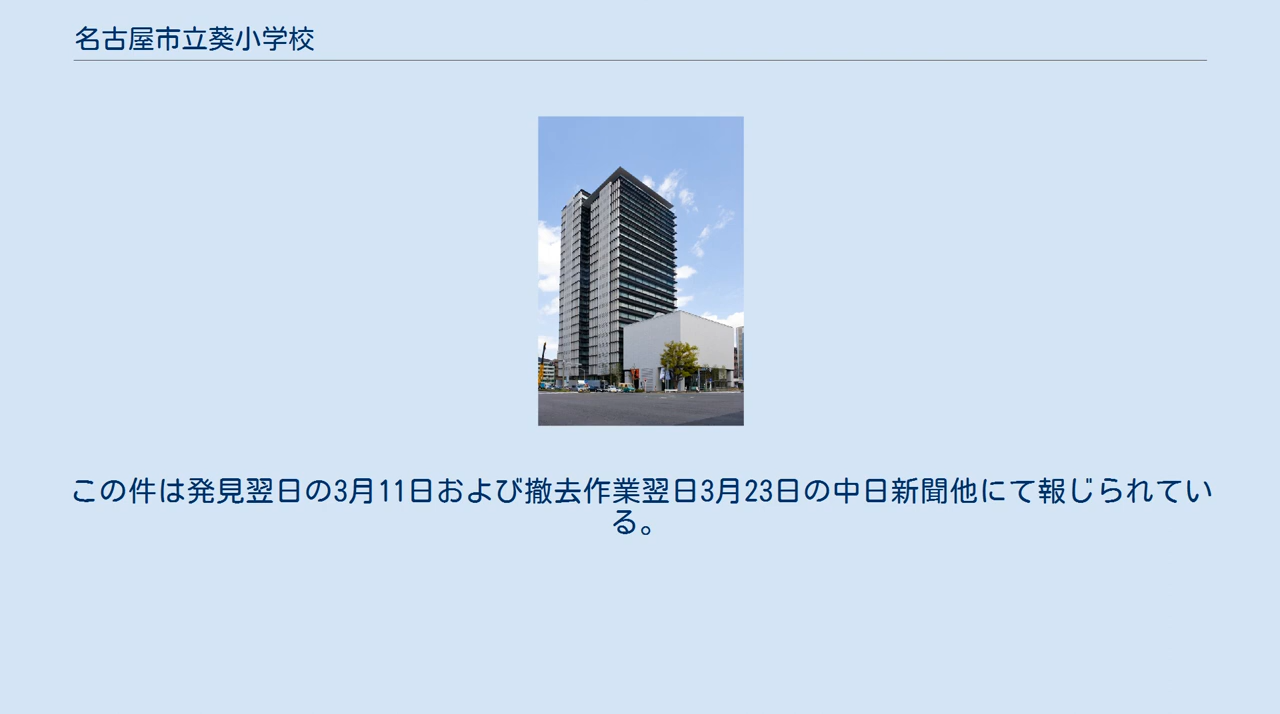 名古屋市立葵小学校
この件は発見翌日の3月11日および撤去作業翌日3月23日の中日新聞他にて報じられてい
る。